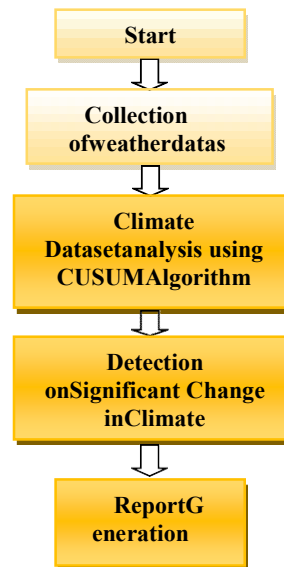 Start
Collection
ofweatherdatas
Climate
Datasetanalysis using
CUSUMAlgorithm
Detection
onSignificant Change
inClimate
ReportG
eneration